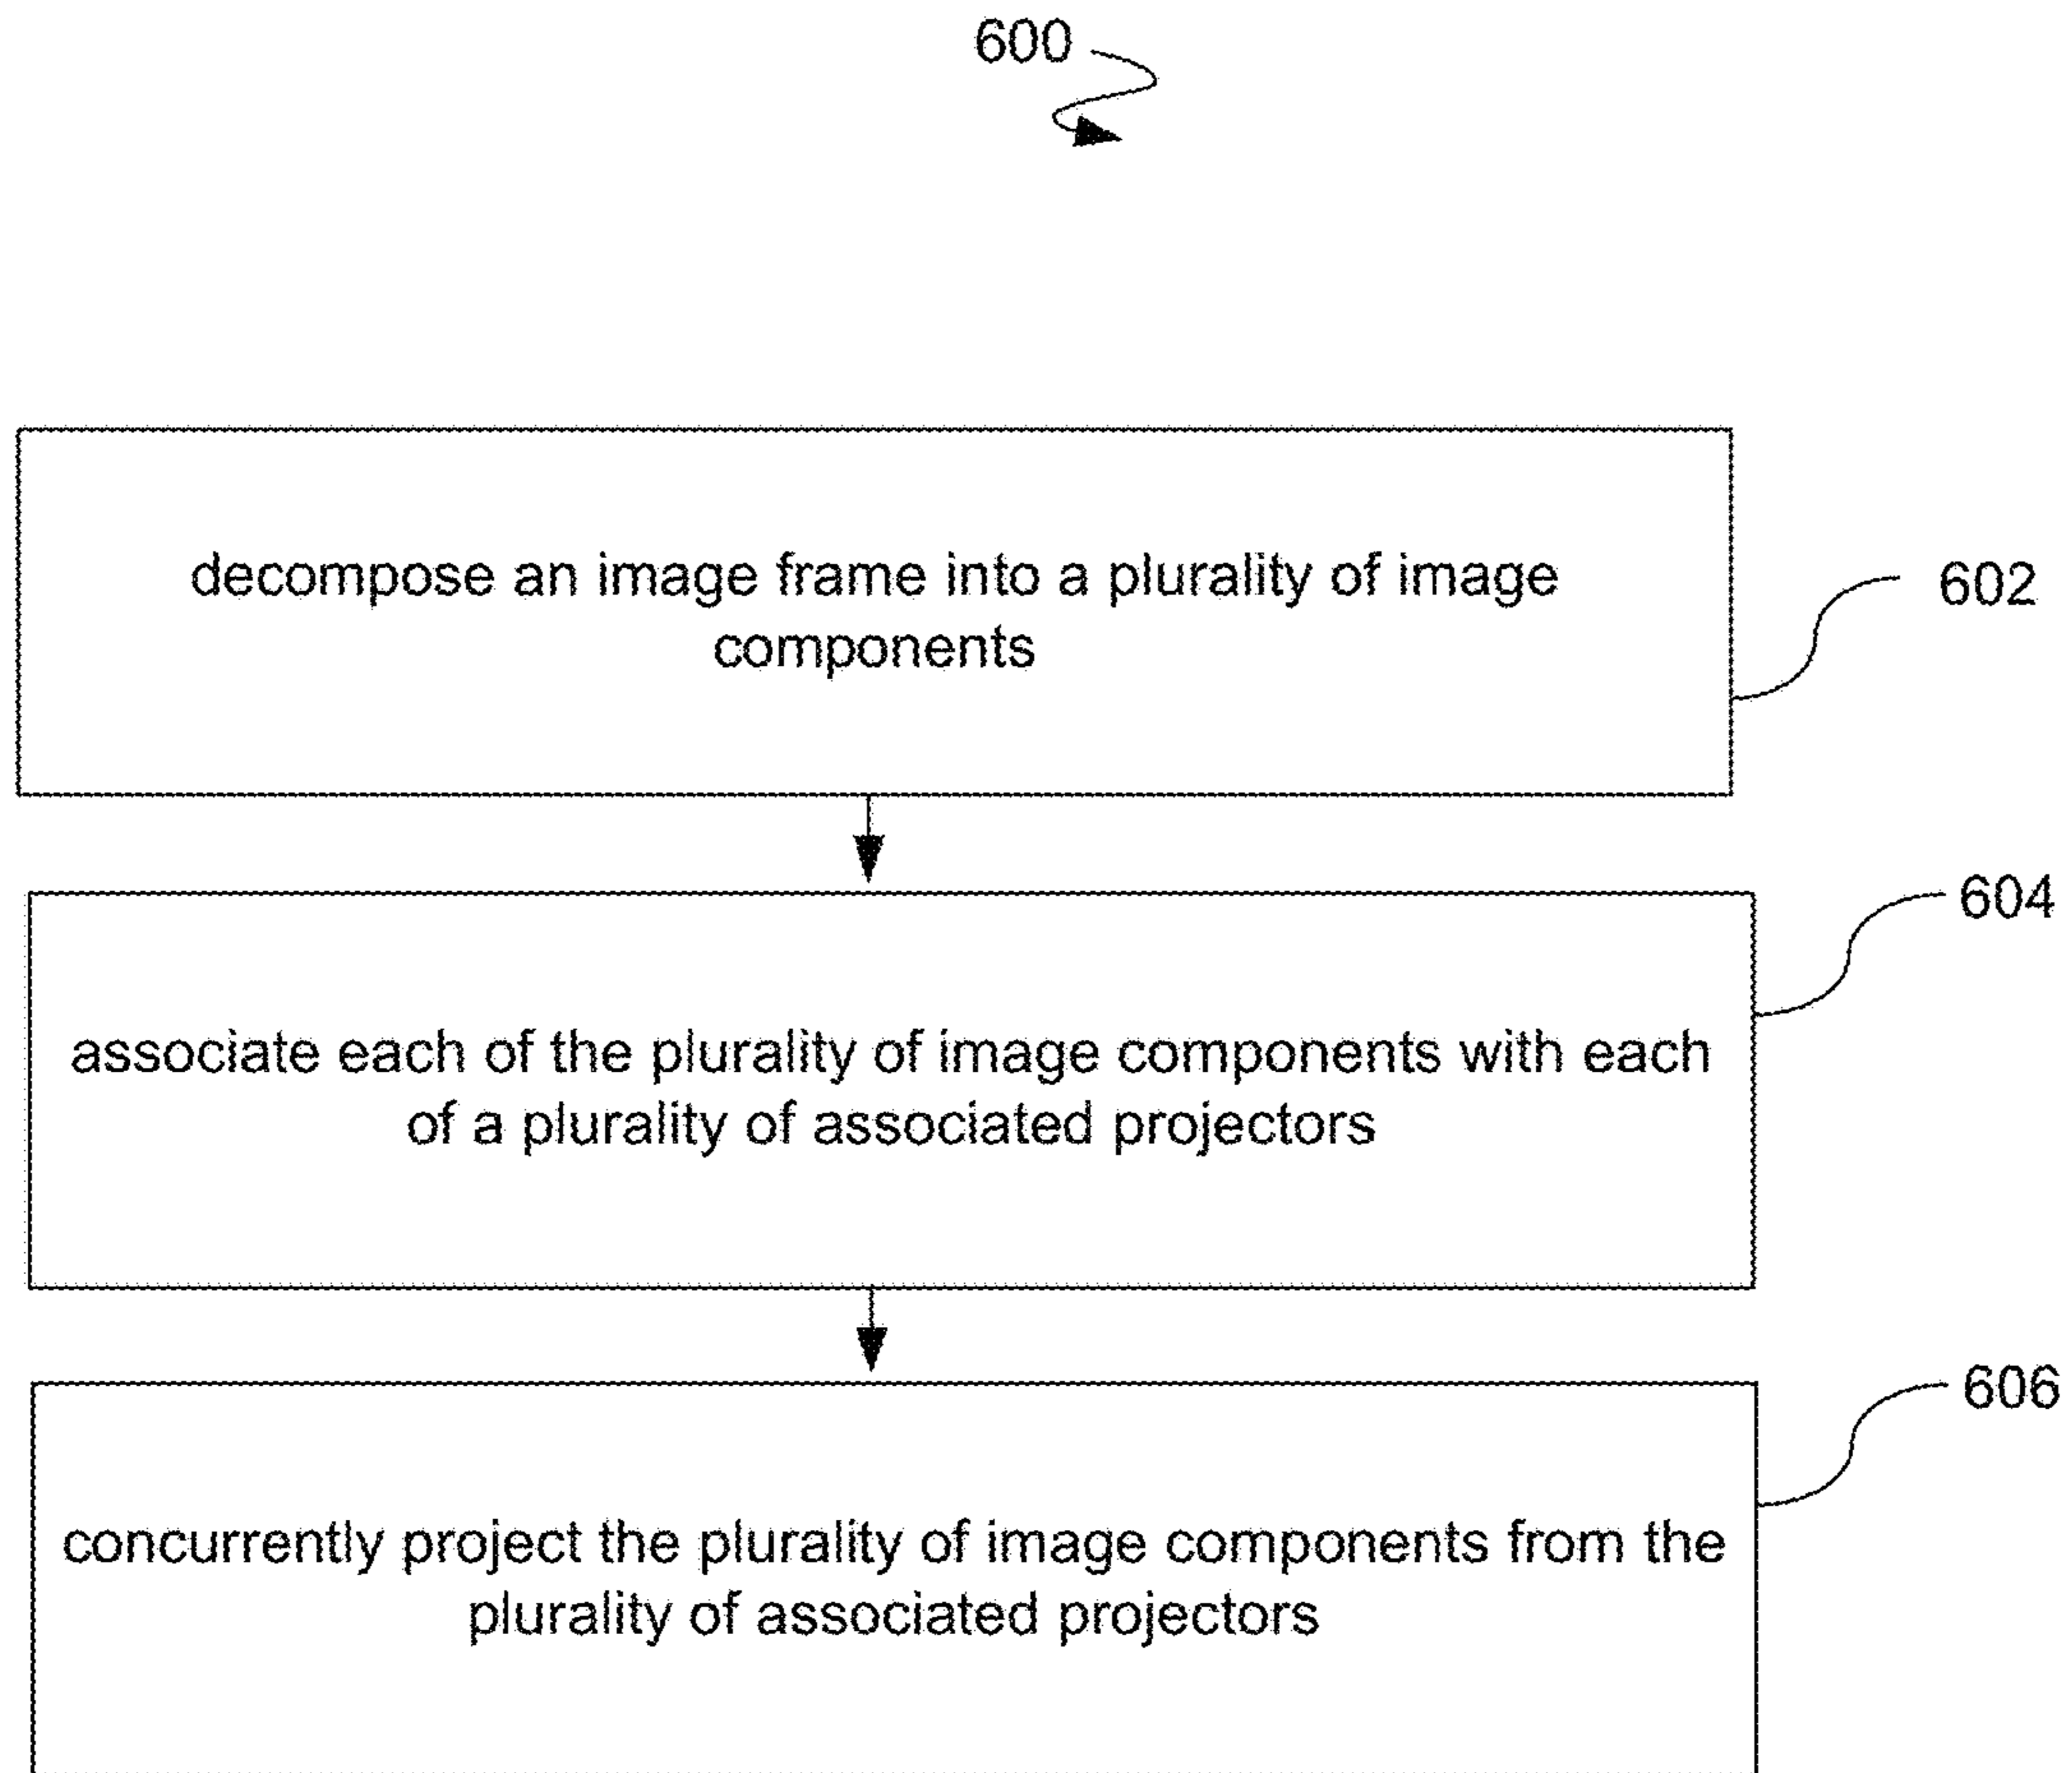 600
decompose an image frame into a plurality of image
components
602
604
associate each of the plurality of image components with each
of a plurality of associated projectors
606
concurrently project the plurality of image components from the
plurality of associated projectors